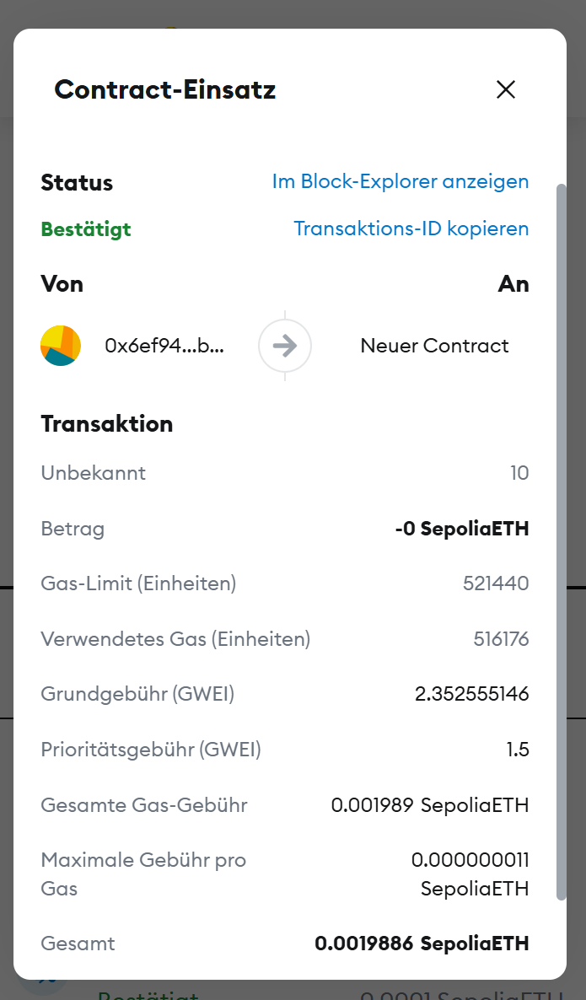 Contract-Einsatz
Status Im Block-Explorer anzeigen
Bestätigt Transaktions-ID kopieren
Von An
0x6ef94...b... Neuer Contract
Transaktion
Unbekannt 10
Betrag -0 SepoliaETH
Gas-Limit (Einheiten) 521440
Verwendetes Gas (Einheiten) 516176
Grundgebühr (GWEI) 2.352555146
Prioritätsgebühr (GWEI) 1.5
Gesamte Gas-Gebühr 0.001989 SepoliaETH
Maximale Gebühr pro 0.000000011
Gas SepoliaETH
Gesamt 0.0019886 SepoliaETH
Bestätigt 0.0001 SepoliaETH